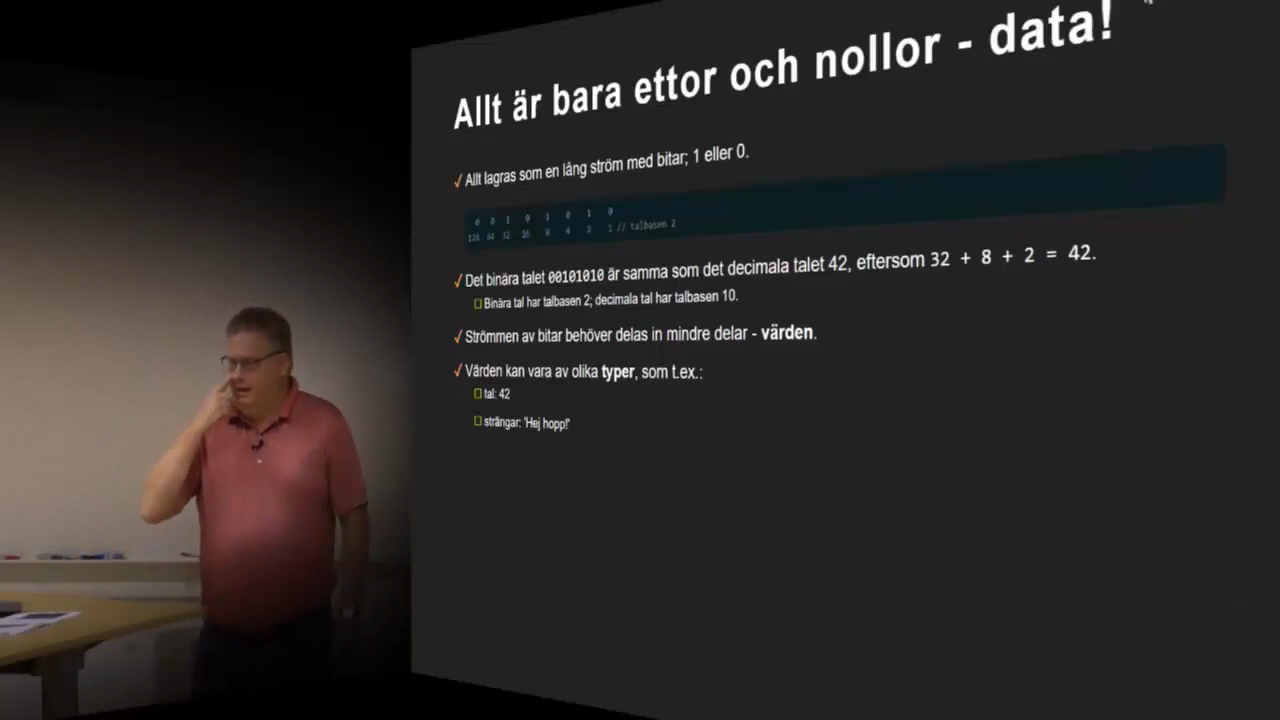 Allt är bara ettor och nollor - data!
Allt lagras som en lång ström med bitar; 1 eller 0.
0 0 1 0 1 0 1 0
128 64 32 16 8 4 2 1 // talbasen 2
Det binära talet 00101010 är samma som det decimala talet 42, eftersom 32 + 8 + 2 = 42.
Binära tal har talbasen 2; decimala tal har talbasen 10.
Strömmen av bitar behöver delas in mindre delar - värden.
Värden kan vara av olika typer, som t.ex.:
tal: 42
strängar: 'Hej hopp!'